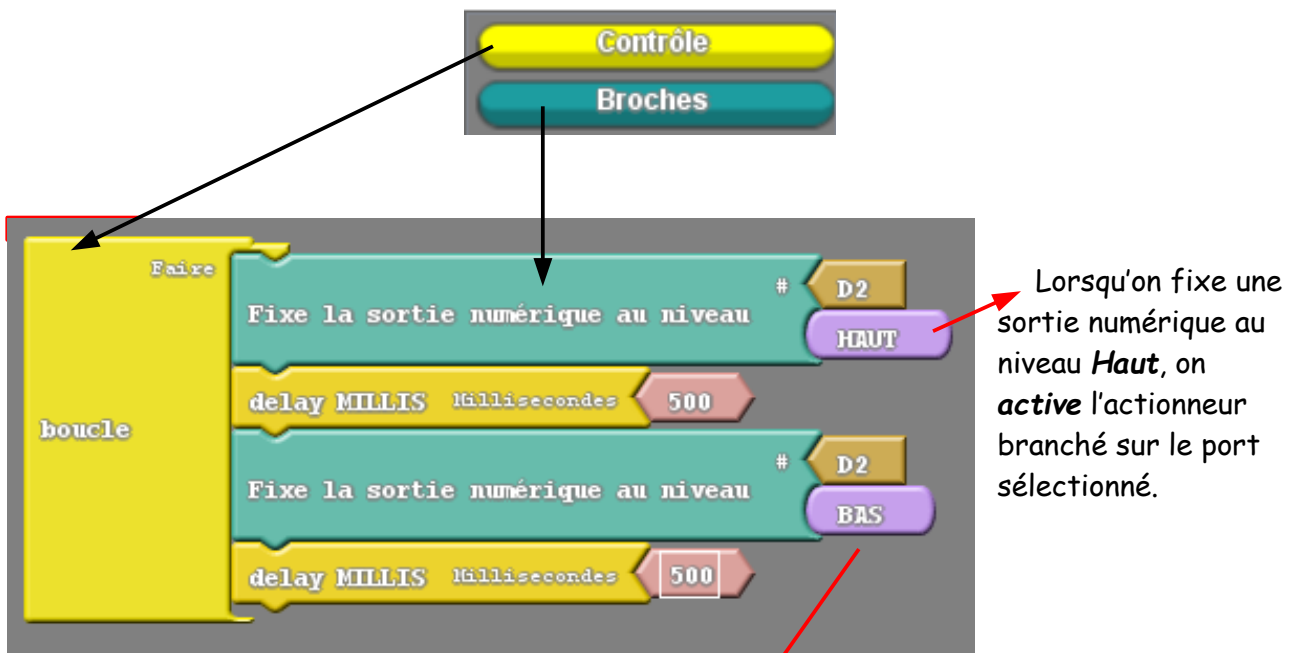 Contrôle
Broches
Faire
boucle
Fixe la sortie numérique au niveau
#
D2
HAUT
delay MILLIS Millisecondes 500
Fixe la sortie numérique au niveau
#
D2
BAS
delay MILLIS Millisecondes 500
Lorsqu'on fixe une
sortie numérique au
niveau Haut, on
active l'actionneur
branché sur le port
sélectionné.